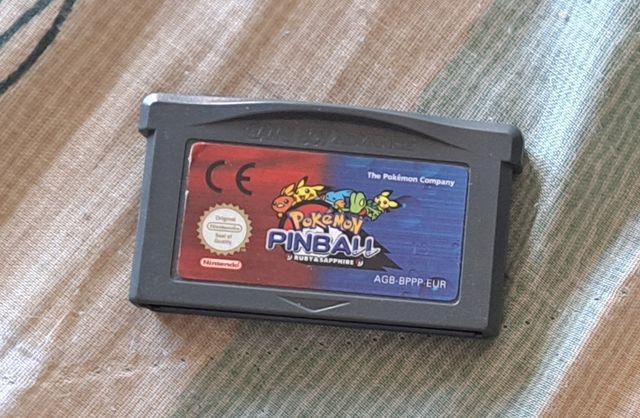 GAME BOY ADVANCE
CE
The Pokémon Company
Original
Nintendo
Seal of
Quality
POKéMON
PINBALL
RUBY & SAPPHIRE
Nintendo
AGB-BPPP-EUR